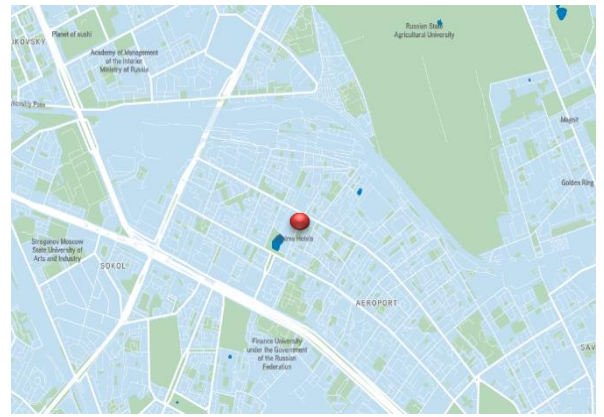 Planet of sushi
Russian State
Agricultural University
KOVSKY
Academy of Management
of the Interior
Ministry of Russia
Magnit
Golden Ring
Stroganov Moscow
State University of
Arts and Industry
SOKOL
AEROPORT
Finance University
under the Government
of the Russian
Federation
SAV